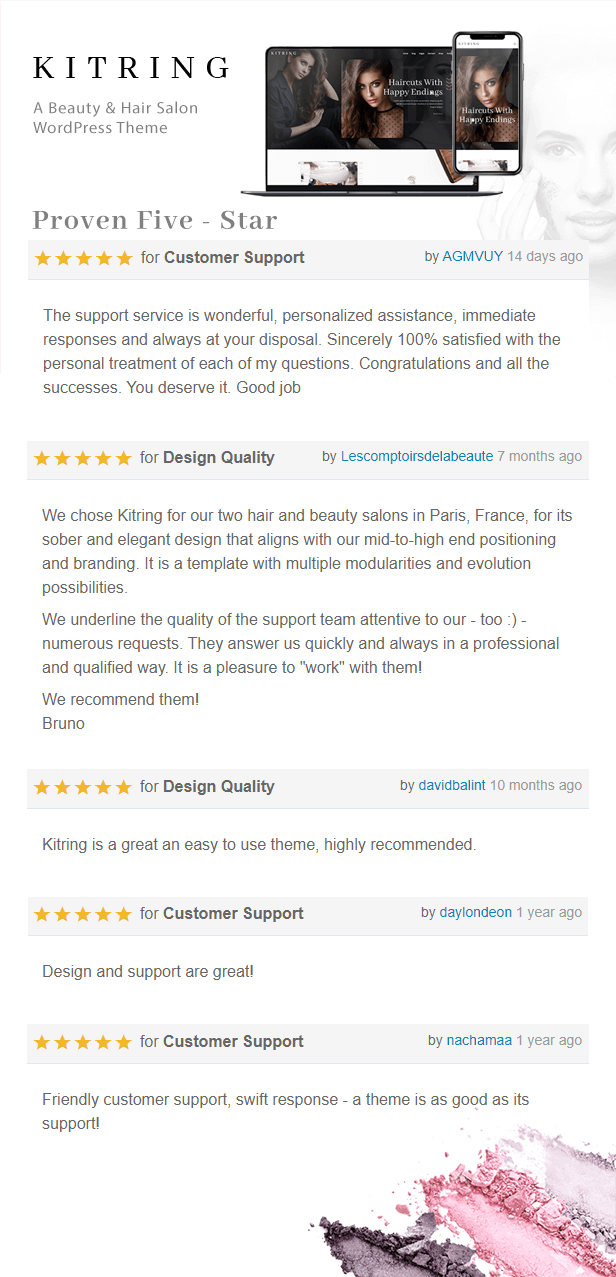 KITRING
A Beauty & Hair Salon
WordPress Theme
KITRING
Haircuts With
Happy Endings
Haircuts With
Happy Endings
Proven Five - Star
for Customer Support by AGMVUY 14 days ago
The support service is wonderful, personalized assistance, immediate
responses and always at your disposal. Sincerely 100% satisfied with the
personal treatment of each of my questions. Congratulations and all the
successes. You deserve it. Good job
for Design Quality by Lescomptoirsdelabeaute 7 months ago
We chose Kitring for our two hair and beauty salons in Paris, France, for its
sober and elegant design that aligns with our mid-to-high end positioning
and branding. It is a template with multiple modularities and evolution
possibilities.
We underline the quality of the support team attentive to our - too :) -
numerous requests. They answer us quickly and always in a professional
and qualified way. It is a pleasure to "work" with them!
We recommend them!
Bruno
for Design Quality by davidbalint 10 months ago
Kitring is a great an easy to use theme, highly recommended.
for Customer Support by daylondeon 1 year ago
Design and support are great!
for Customer Support by nachamaa 1 year ago
Friendly customer support, swift response - a theme is as good as its
support!